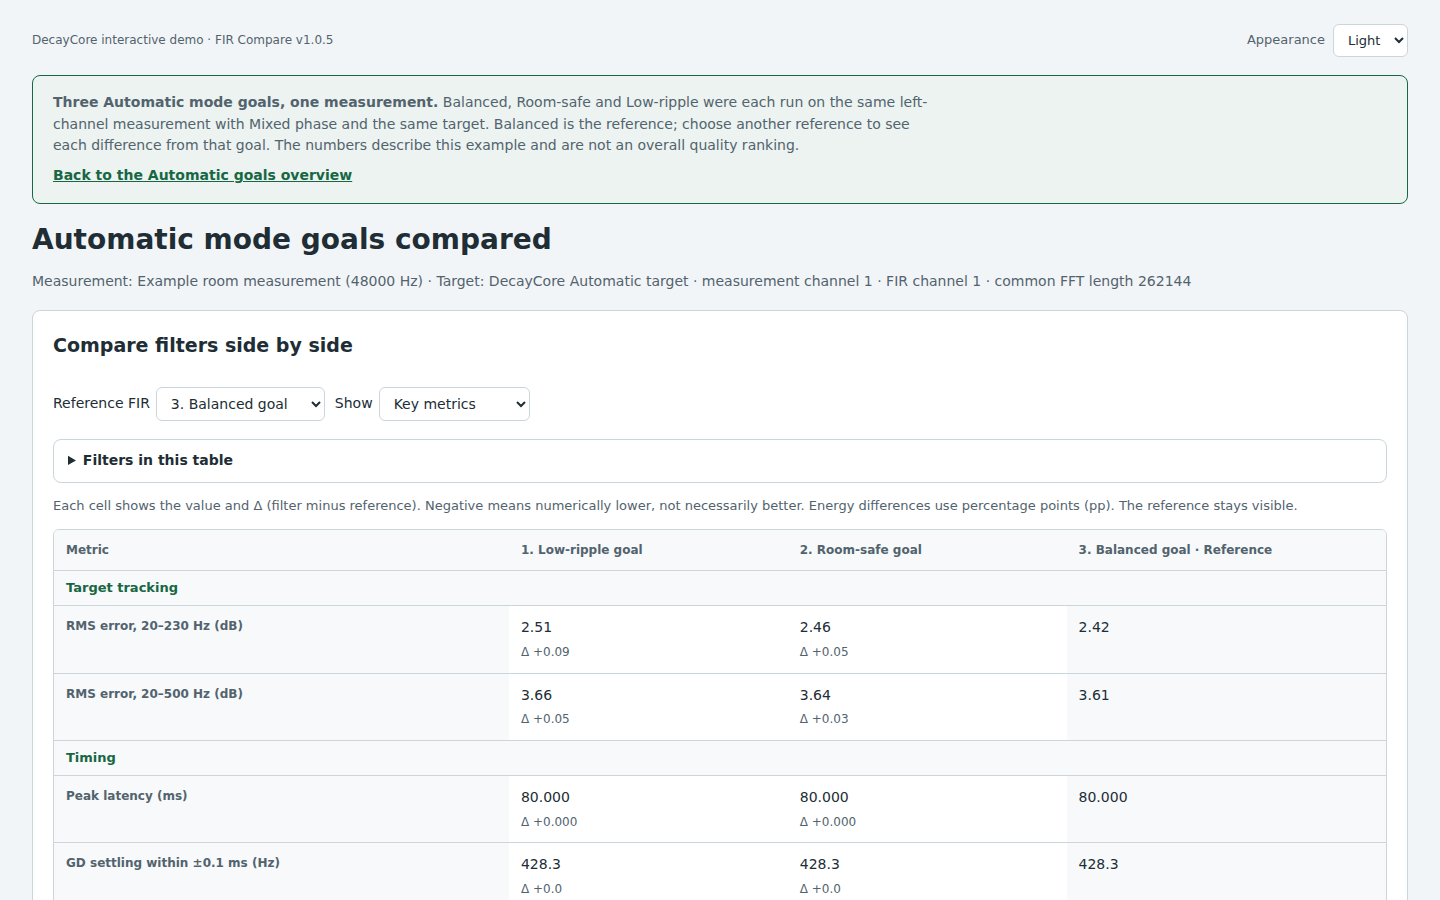 DecayCore interactive demo · FIR Compare v1.0.5
Appearance Light
Three Automatic mode goals, one measurement. Balanced, Room-safe and Low-ripple were each run on the same left-
channel measurement with Mixed phase and the same target. Balanced is the reference; choose another reference to see
each difference from that goal. The numbers describe this example and are not an overall quality ranking.
Back to the Automatic goals overview
Automatic mode goals compared
Measurement: Example room measurement (48000 Hz) · Target: DecayCore Automatic target · measurement channel 1 · FIR channel 1 · common FFT length 262144
Compare filters side by side
Reference FIR 3. Balanced goal Show Key metrics
Filters in this table
Each cell shows the value and Δ (filter minus reference). Negative means numerically lower, not necessarily better. Energy differences use percentage points (pp). The reference stays visible.
Metric 1. Low-ripple goal 2. Room-safe goal 3. Balanced goal · Reference
Target tracking
RMS error, 20–230 Hz (dB) 2.51 2.46 2.42
Δ +0.09 Δ +0.05
RMS error, 20–500 Hz (dB) 3.66 3.64 3.61
Δ +0.05 Δ +0.03
Timing
Peak latency (ms) 80.000 80.000 80.000
Δ +0.000 Δ +0.000
GD settling within ±0.1 ms (Hz) 428.3 428.3 428.3
Δ +0.0 Δ +0.0